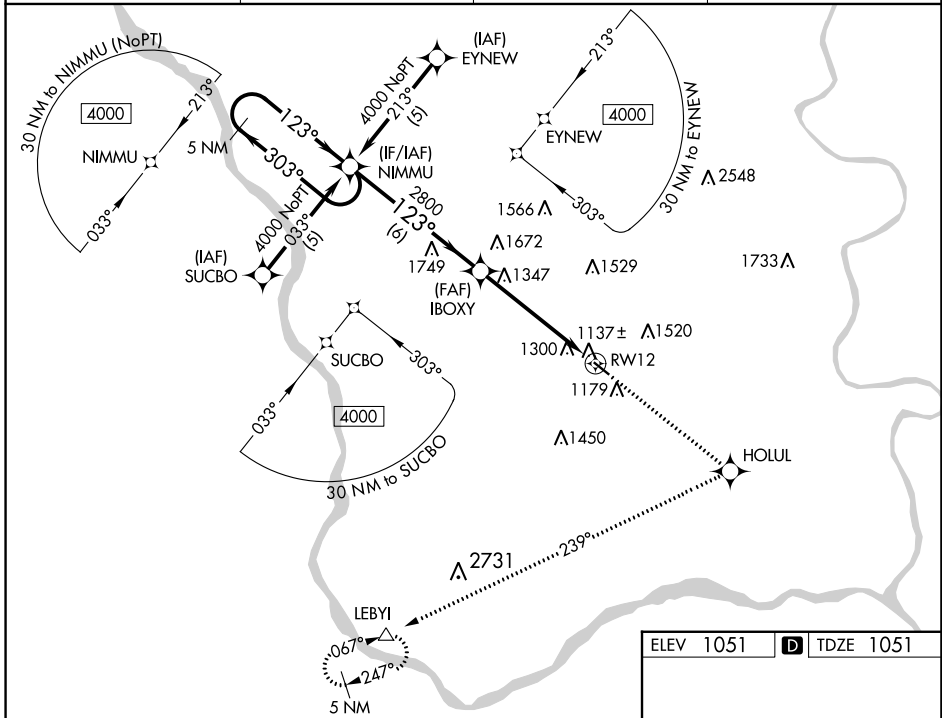 30 NM to NIMMU (NoPT)
213°
4000
NIMMU
033°
5 NM
123°
303°
(IAF)
EYNEW
4000 NoPT
213°
(5)
(IF/IAF)
NIMMU
4000 NoPT
033°
(5)
(IAF)
SUCBO
2800
123°
(6)
213°
EYNEW
4000
303°
30 NM to EYNEW
2548
1566
1672
1749
1347
1529
1733
(FAF)
IBOXY
1137±
1520
1300
RW12
1179
1450
SUCBO
303°
033°
4000
30 NM to SUCBO
HOLUL
239°
2731
LEBYI
067°
247°
5 NM
ELEV 1051 D TDZE 1051